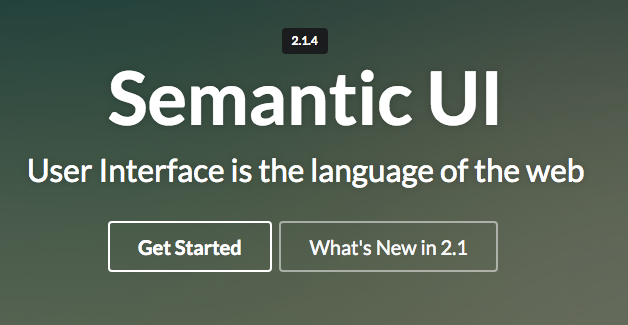 2.1.4
Semantic UI
User Interface is the language of the web
Get Started
What's New in 2.1